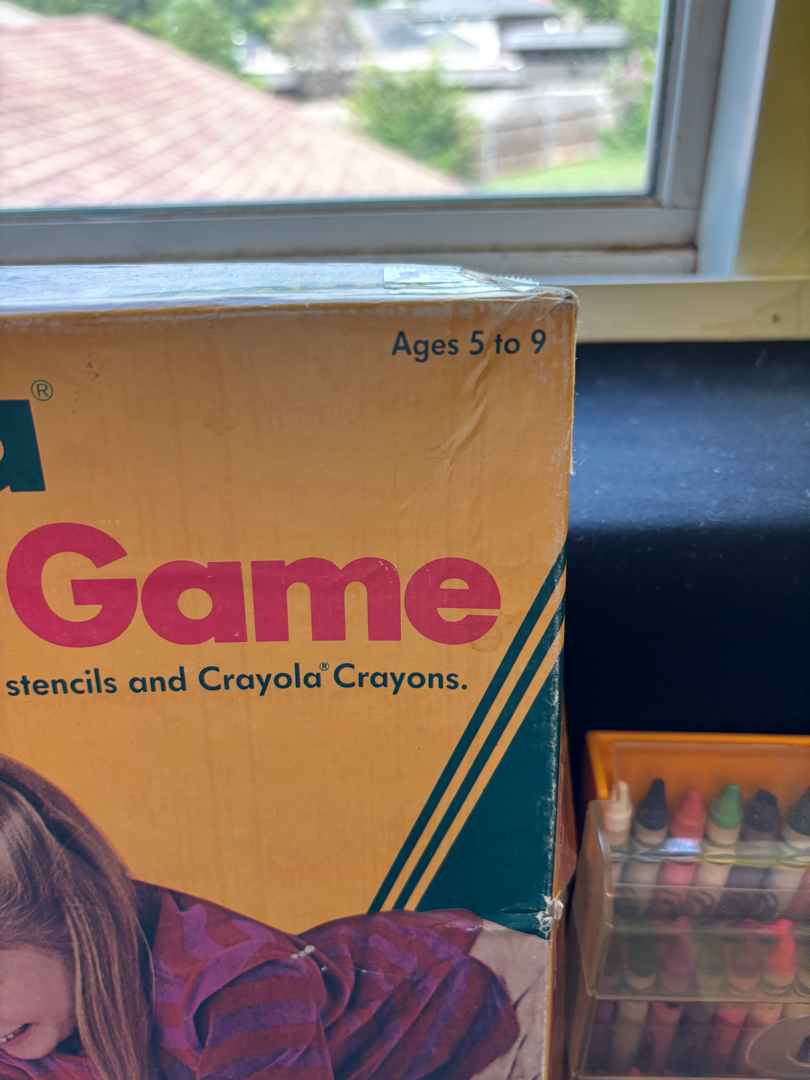 Ages 5 to 9
a®
Game
stencils and Crayola® Crayons.